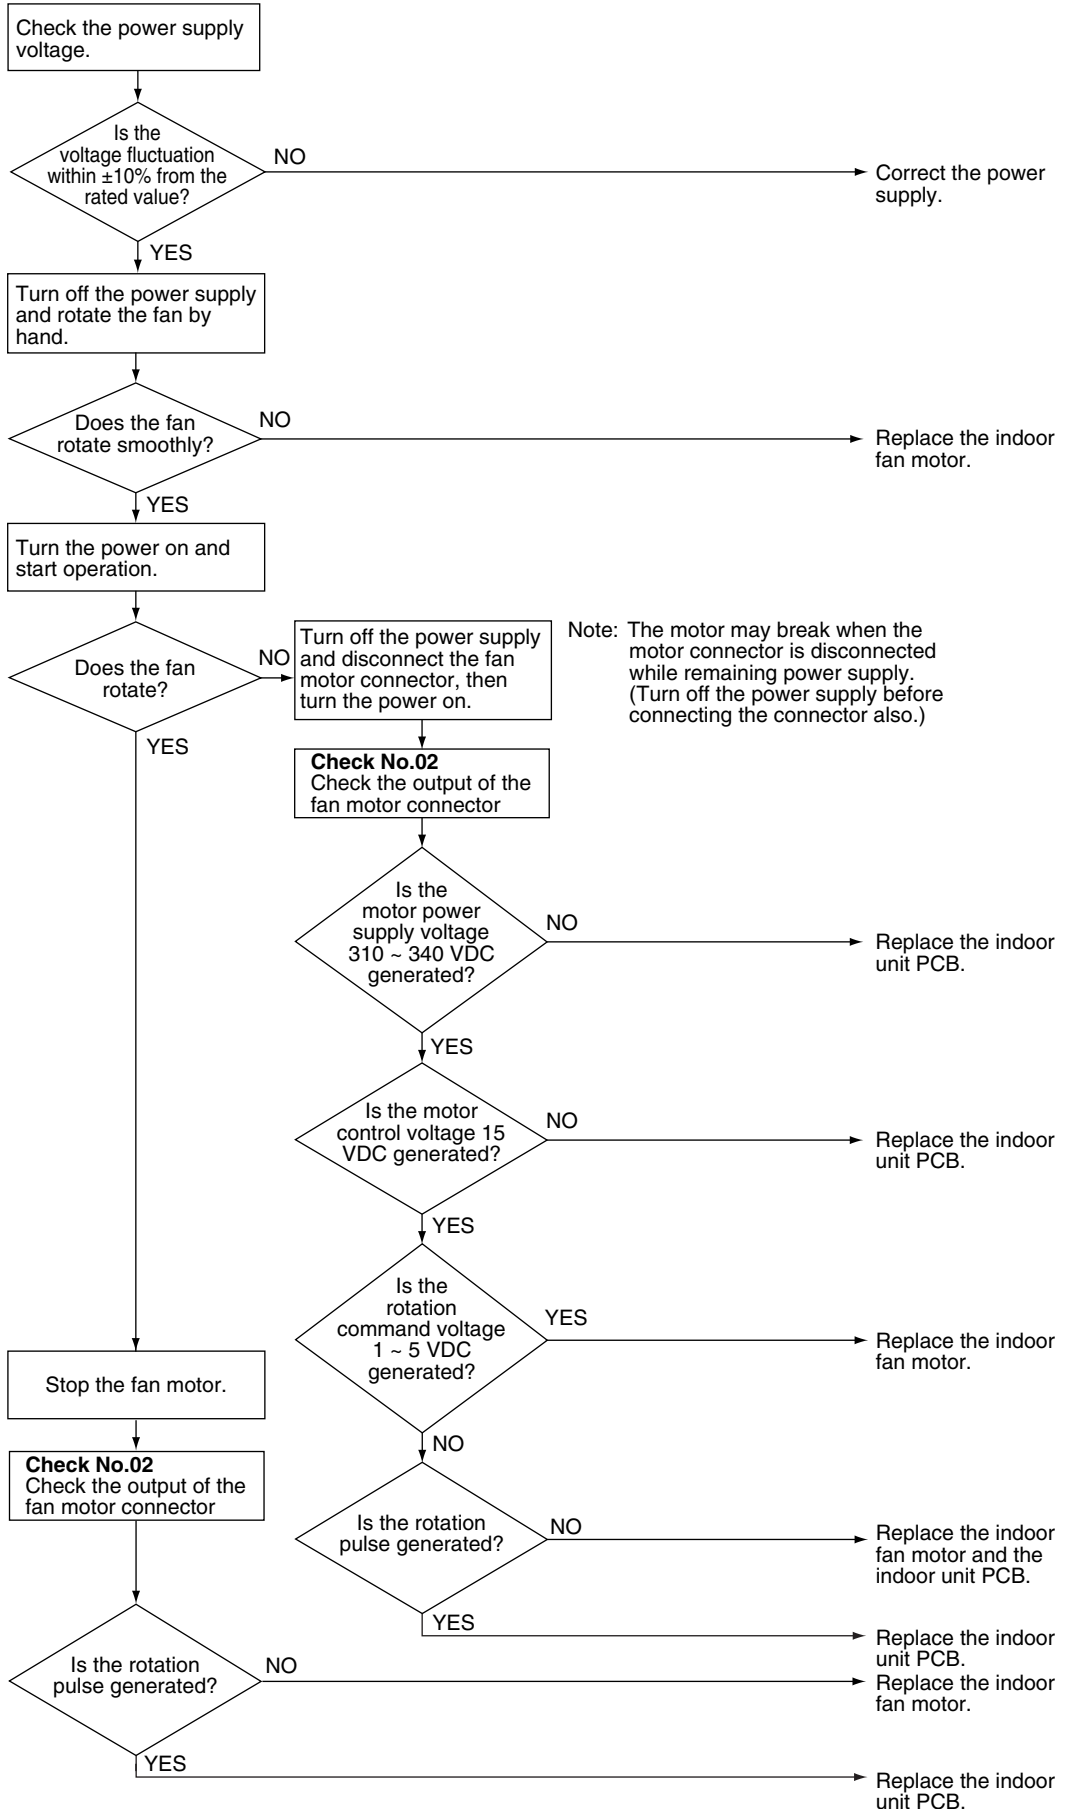 Check the power supply
voltage.
Is the
voltage fluctuation
within ±10% from the
rated value?
NO
Correct the power
supply.
YES
Turn off the power supply
and rotate the fan by
hand.
Does the fan
rotate smoothly?
NO
Replace the indoor
fan motor.
YES
Turn the power on and
start operation.
Does the fan
rotate?
NO
Turn off the power supply
and disconnect the fan
motor connector, then
turn the power on.
Note: The motor may break when the
motor connector is disconnected
while remaining power supply.
(Turn off the power supply before
connecting the connector also.)
YES
Check No.02
Check the output of the
fan motor connector
Is the
motor power
supply voltage
310 ~ 340 VDC
generated?
NO
Replace the indoor
unit PCB.
YES
Is the motor
control voltage 15
VDC generated?
NO
Replace the indoor
unit PCB.
YES
Is the
rotation
command voltage
1 ~ 5 VDC
generated?
YES
Replace the indoor
fan motor.
NO
Stop the fan motor.
Check No.02
Check the output of the
fan motor connector
Is the rotation
pulse generated?
NO
Replace the indoor
fan motor and the
indoor unit PCB.
YES
Replace the indoor
unit PCB.
Is the rotation
pulse generated?
NO
Replace the indoor
fan motor.
YES
Replace the indoor
unit PCB.